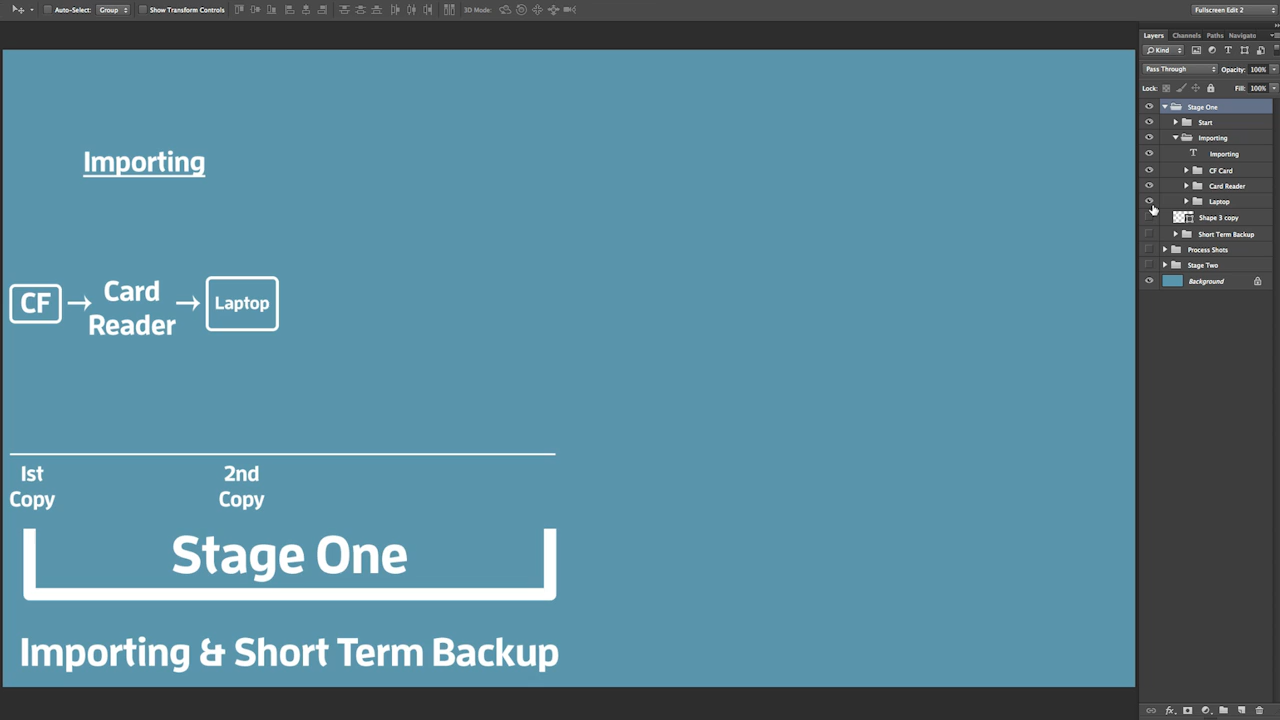 Auto-Select:
Group
Show Transform Controls
3D Mode:
Fullscreen Edit 2
Layers
Channels
Paths
Navigate
Kind
Pass Through
Opacity:
100%
Lock:
Fill:
100%
Stage One
Start
Importing
Importing
CF Card
Card Reader
Laptop
Shape 3 copy
Short Term Backup
Process Shots
Stage Two
Background
Importing
CF
Card
Reader
Laptop
Ist
Copy
2nd
Copy
Stage One
Importing & Short Term Backup